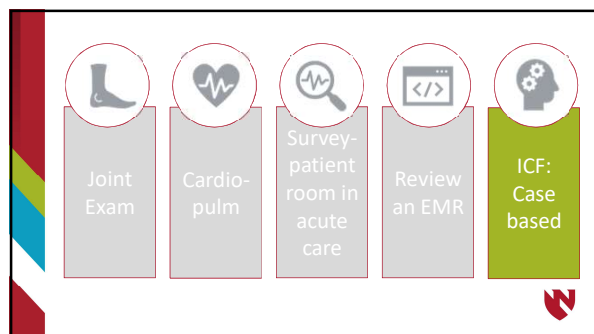 Joint
Exam
Cardio-
pulm
Survey-
patient
room in
acute
care
Review
an EMR
ICF:
Case
based